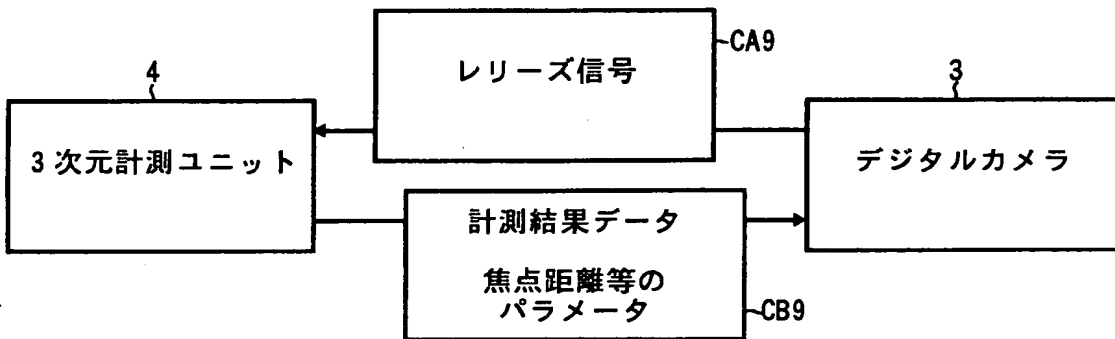 CA9
レリーズ信号
4
3
3次元計測ユニット
デジタルカメラ
計測結果データ
焦点距離等の
パラメータ
CB9